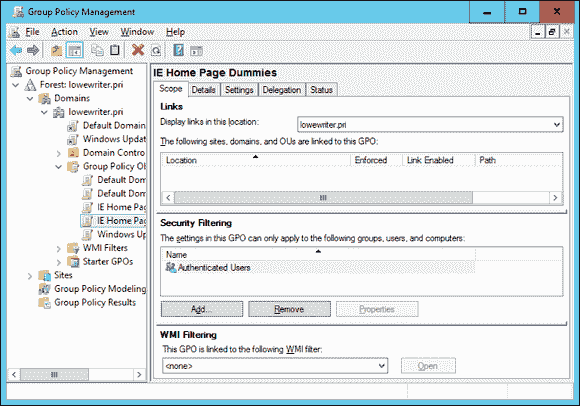 Group Policy Management
File Action View Window Help
Group Policy Management
Forest: lowewriter.pri
Domains
lowewriter.pri
Default Domain
Windows Updat
Domain Contro
Group Policy Ob
Default Dom
Default Dom
IE Home Pag
IE Home Pac
Windows Up
WMI Filters
Starter GPOs
Sites
Group Policy Modeling
Group Policy Results
IE Home Page Dummies
Scope Details Settings Delegation Status
Links
Display links in this location: lowewriter.pri
The following sites, domains, and OUs are linked to this GPO:
Location Enforced Link Enabled Path
Security Filtering
The settings in this GPO can only apply to the following groups, users, and computers:
Name
Authenticated Users
Add... Remove Properties
WMI Filtering
This GPO is linked to the following WMI filter:
<none> Open